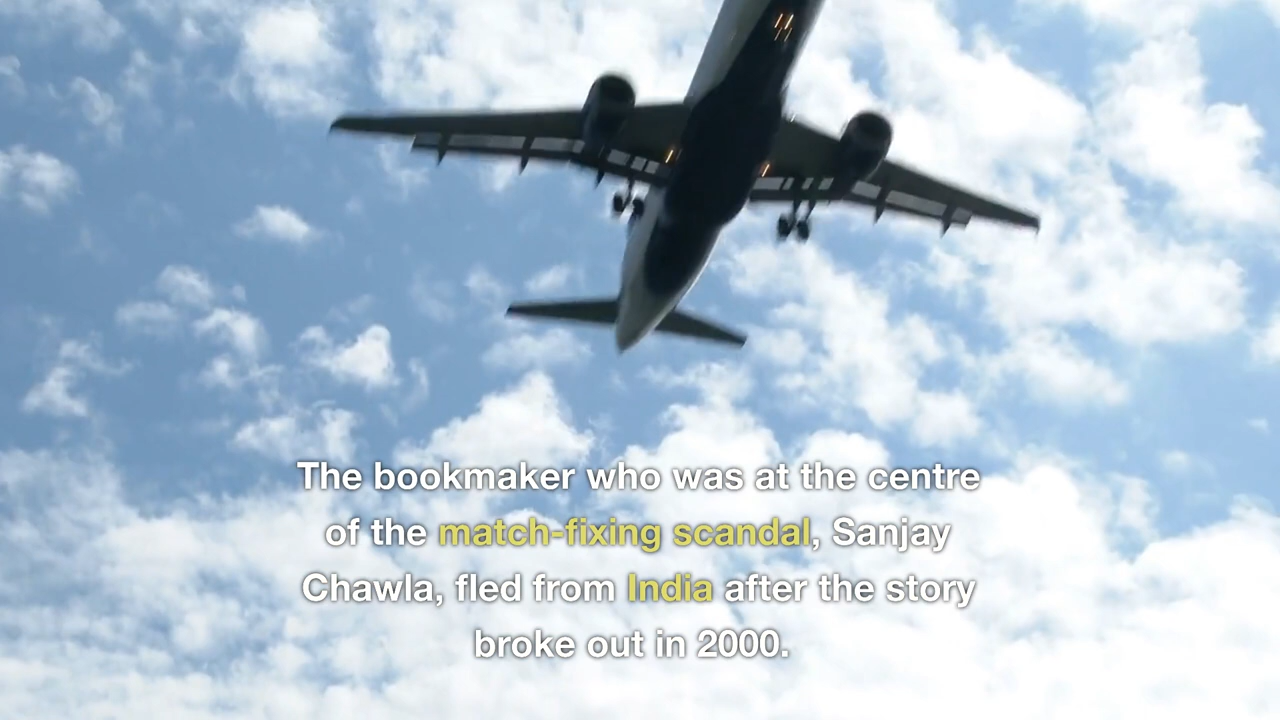 The bookmaker who was at the centre
of the match-fixing scandal, Sanjay
Chawla, fled from India after the story
broke out in 2000.